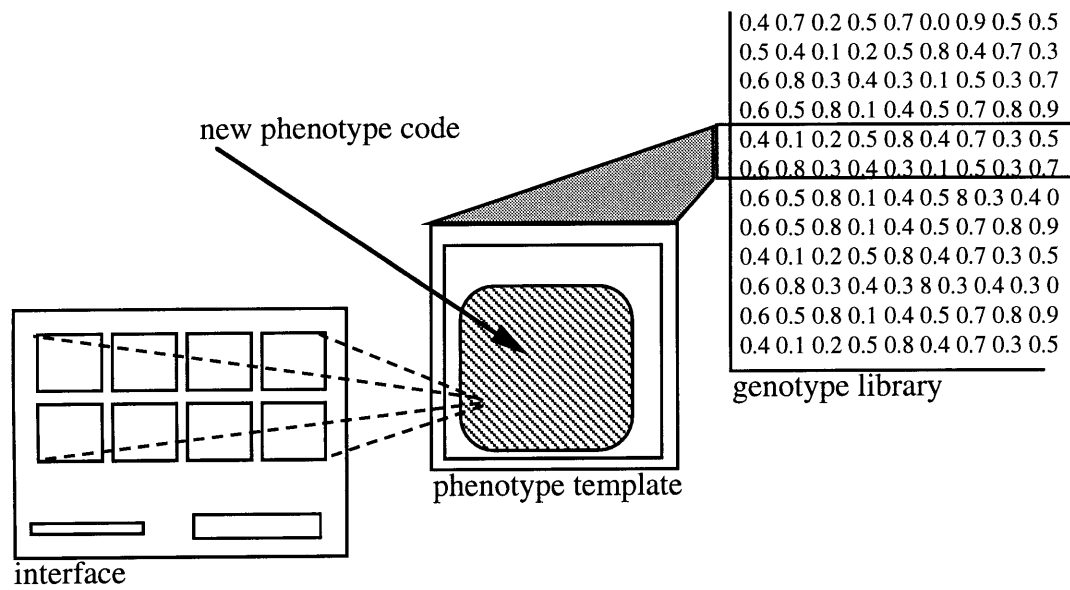 0.4 0.7 0.2 0.5 0.7 0.0 0.9 0.5 0.5
0.5 0.4 0.1 0.2 0.5 0.8 0.4 0.7 0.3
0.6 0.8 0.3 0.4 0.3 0.1 0.5 0.3 0.7
0.6 0.5 0.8 0.1 0.4 0.5 0.7 0.8 0.9
0.4 0.1 0.2 0.5 0.8 0.4 0.7 0.3 0.5
0.6 0.8 0.3 0.4 0.3 0.1 0.5 0.3 0.7
0.6 0.5 0.8 0.1 0.4 0.5 8 0.3 0.4 0
0.6 0.5 0.8 0.1 0.4 0.5 0.7 0.8 0.9
0.4 0.1 0.2 0.5 0.8 0.4 0.7 0.3 0.5
0.6 0.8 0.3 0.4 0.3 8 0.3 0.4 0.3 0
0.6 0.5 0.8 0.1 0.4 0.5 0.7 0.8 0.9
0.4 0.1 0.2 0.5 0.8 0.4 0.7 0.3 0.5
genotype library
new phenotype code
phenotype template
interface